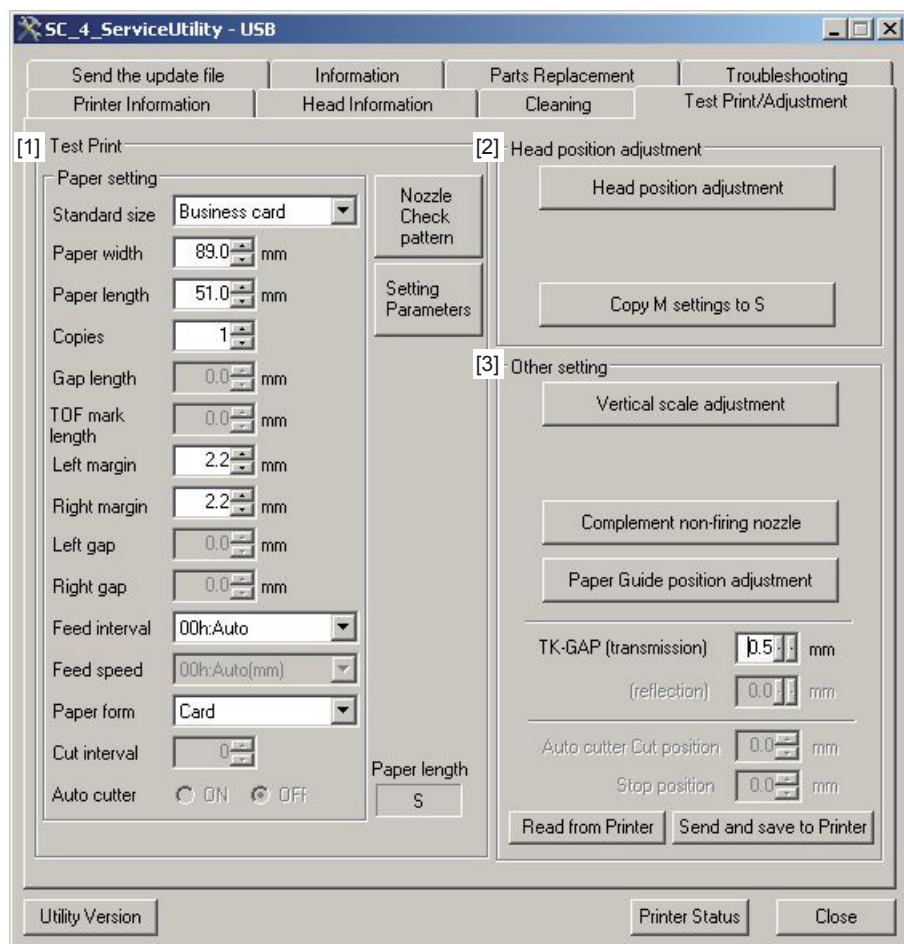 SC_4_ServiceUtility - USB
Send the update file
Information
Parts Replacement
Troubleshooting
Printer Information
Head Information
Cleaning
Test Print/Adjustment
[1] Test Print
Paper setting
Standard size Business card
Paper width 89.0 mm
Paper length 51.0 mm
Copies 1
Gap length 0.0 mm
TOF mark
length
0.0 mm
Left margin 2.2 mm
Right margin 2.2 mm
Left gap 0.0 mm
Right gap 0.0 mm
Feed interval 00h:Auto
Feed speed 00h:Auto(mm)
Paper form Card
Cut interval 0
Auto cutter ON OFF
Nozzle
Check
pattern
Setting
Parameters
Paper length
S
[2] Head position adjustment
Head position adjustment
Copy M settings to S
[3] Other setting
Vertical scale adjustment
Complement non-firing nozzle
Paper Guide position adjustment
TK-GAP (transmission) 0.5 mm
(reflection) 0.0 mm
Auto cutter Cut position 0.0 mm
Stop position 0.0 mm
Read from Printer
Send and save to Printer
Utility Version
Printer Status
Close